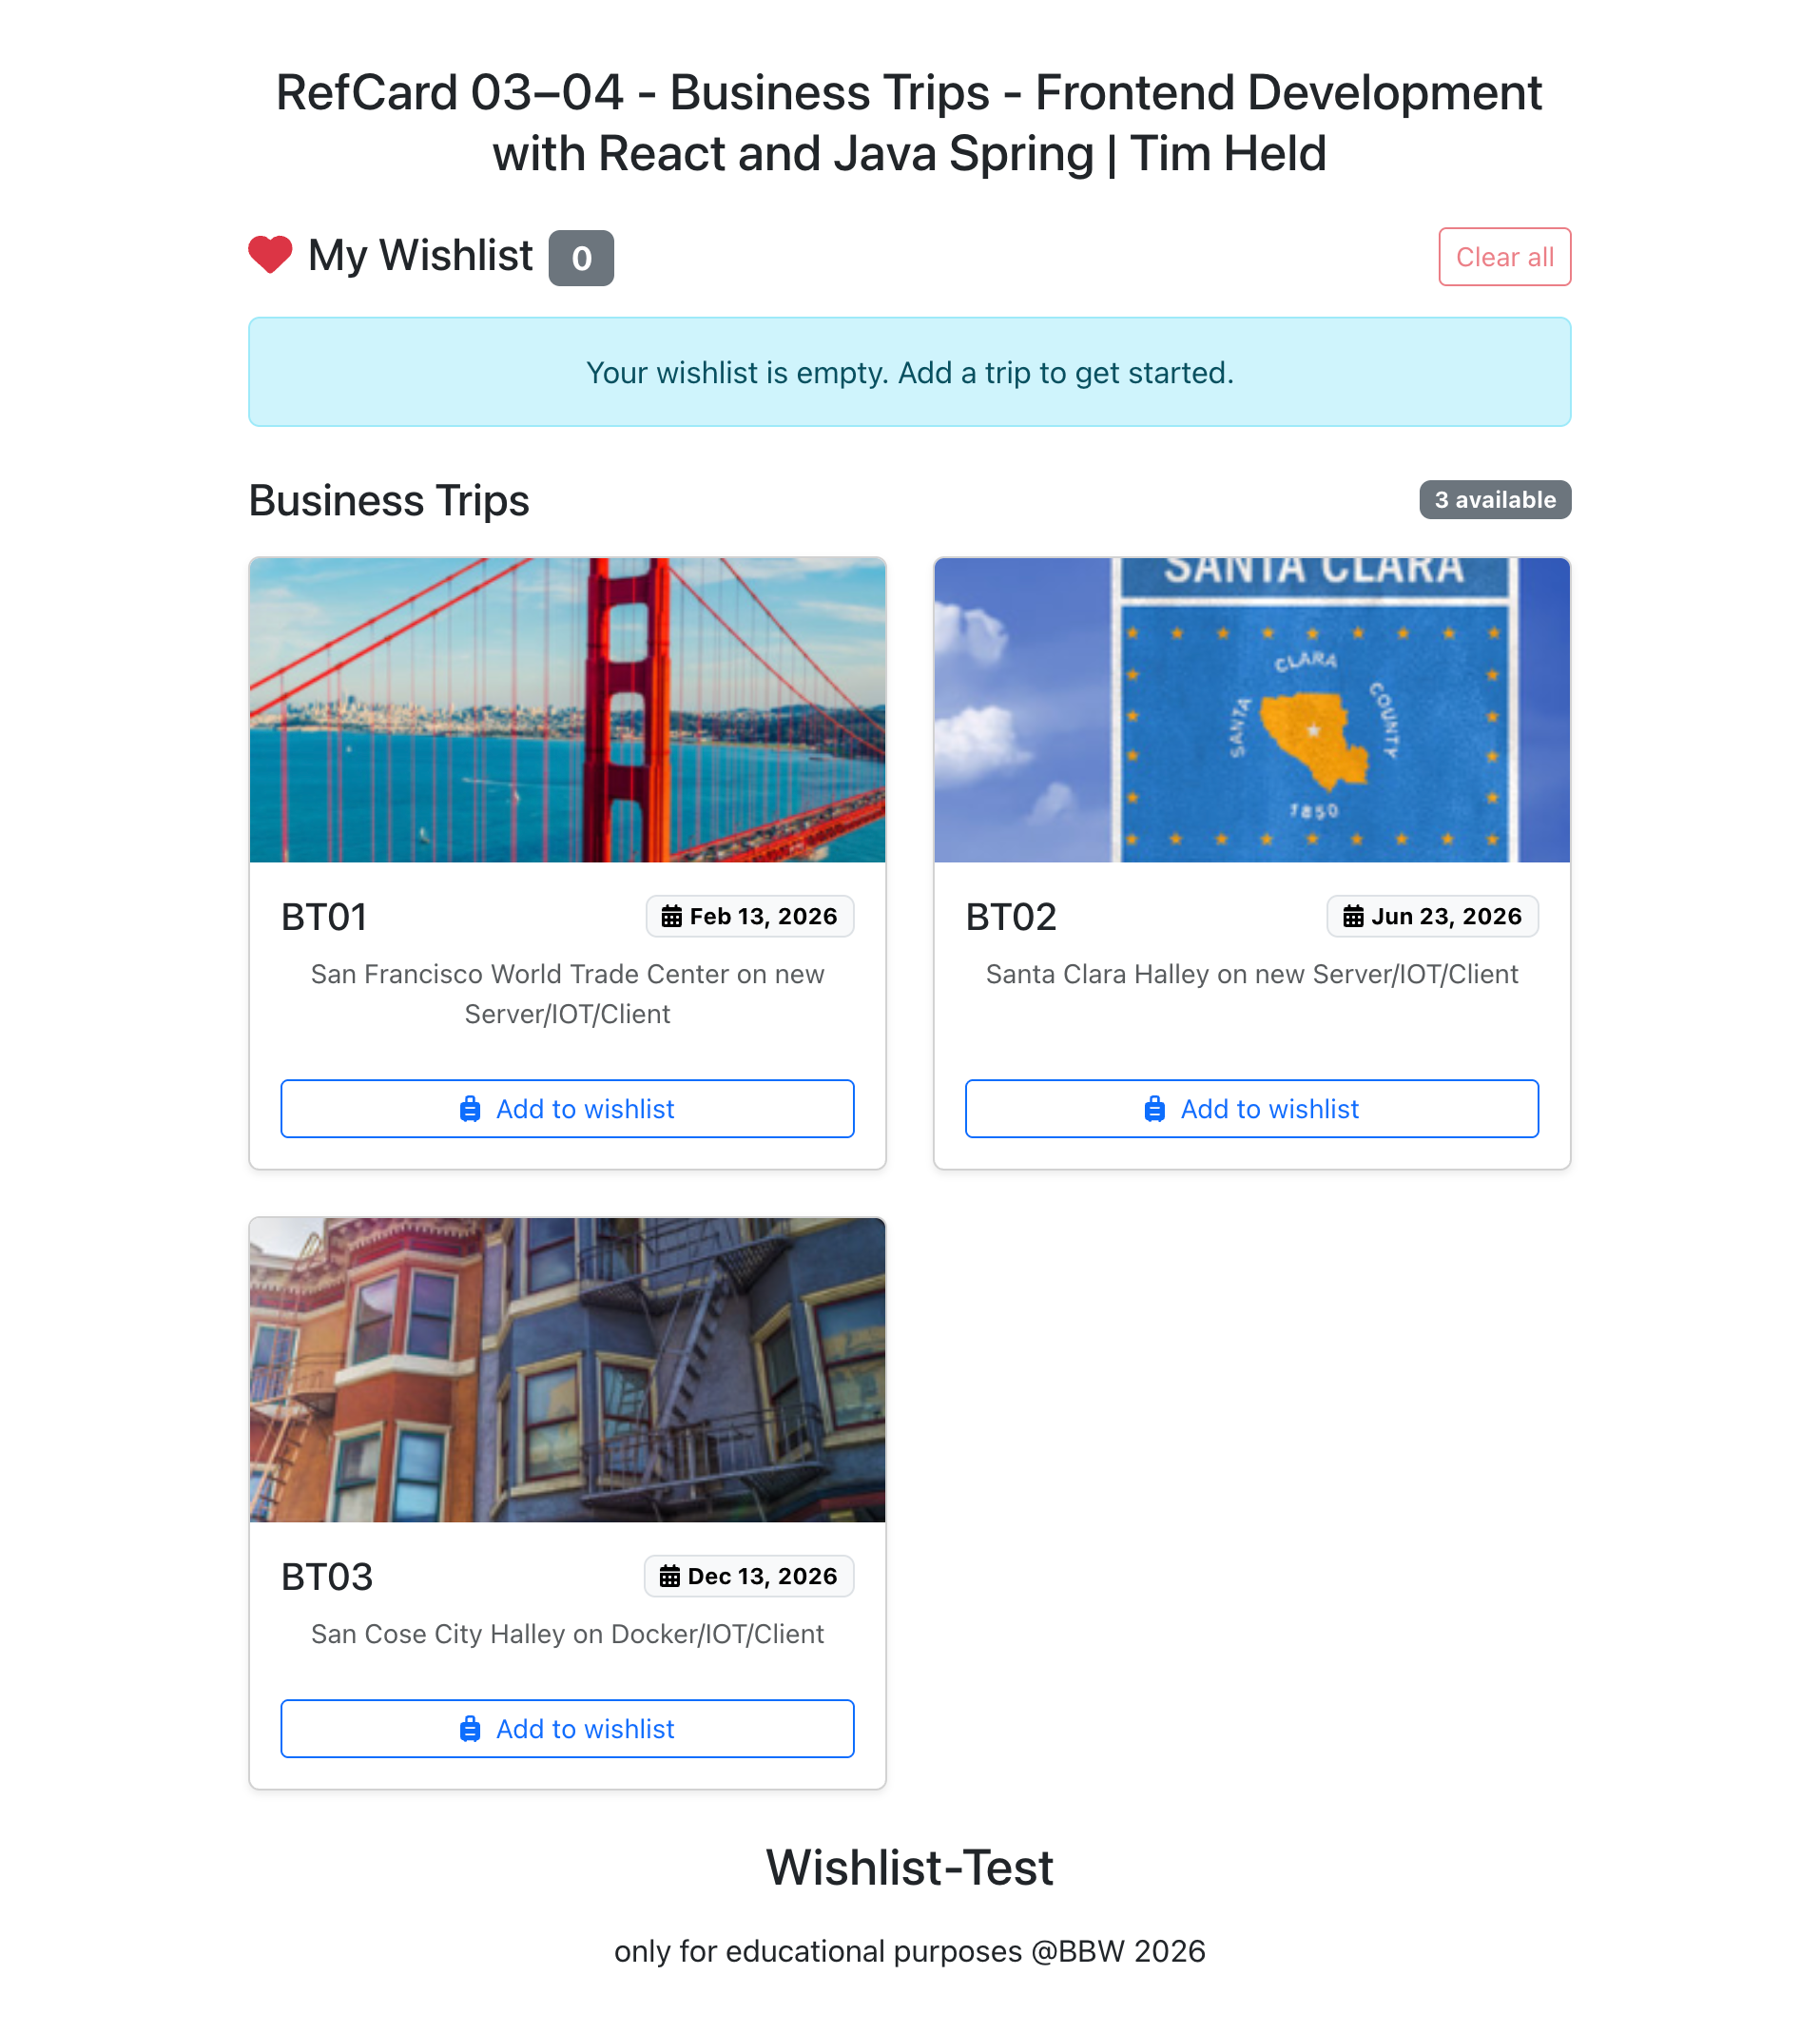 RefCard 03–04 - Business Trips - Frontend Development
with React and Java Spring | Tim Held
My Wishlist 0
Clear all
Your wishlist is empty. Add a trip to get started.
Business Trips
3 available
SANTA CLARA
SANTA CLARA COUNTY
1850
BT01
Feb 13, 2026
San Francisco World Trade Center on new
Server/IOT/Client
Add to wishlist
BT02
Jun 23, 2026
Santa Clara Halley on new Server/IOT/Client
Add to wishlist
BT03
Dec 13, 2026
San Cose City Halley on Docker/IOT/Client
Add to wishlist
Wishlist-Test
only for educational purposes @BBW 2026